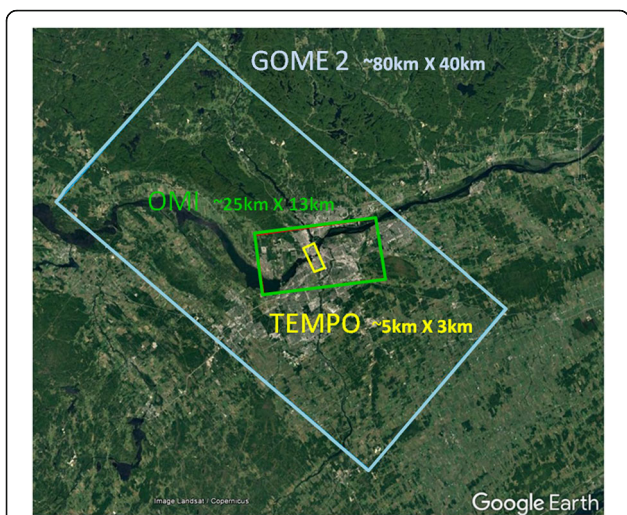 GOME 2 ~80km X 40km
OMI ~25km X 13km
TEMPO ~5km X 3km
Image Landsat / Copernicus
Google Earth